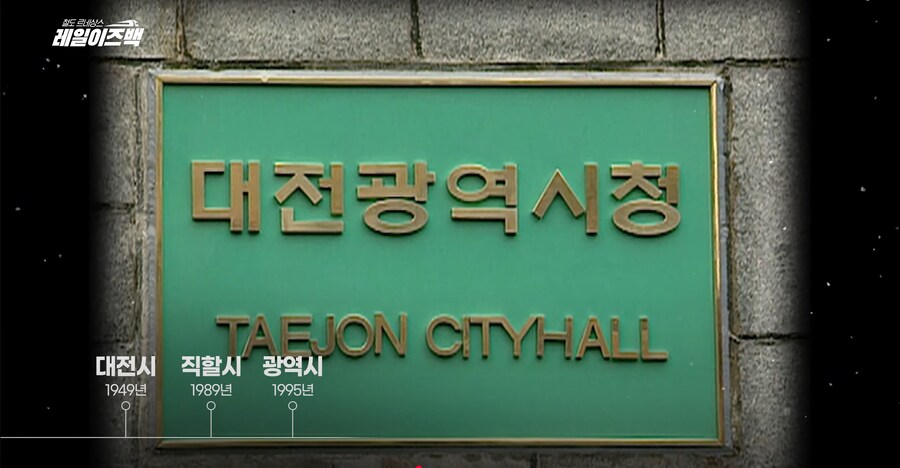 철도 르네상스
레일이즈백
대전광역시청
TAEJON CITYHALL
대전시 직할시 광역시
1949년 1989년 1995년